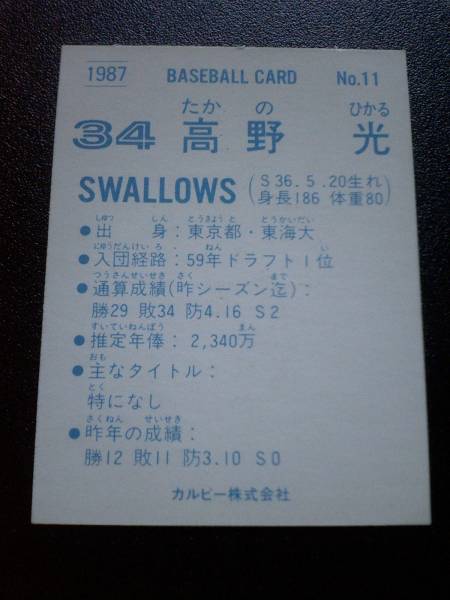 1987 BASEBALL CARD No.11
たか の ひかる
34 高野 光
SWALLOWS (S36.5.20生れ
身長186 体重80)
しゅつ しん とうきょうと とうかいだい
●出 身：東京都・東海大
にゅうだんけいろ ねん い
●入団経路：59年ドラフト1位
つうさんせいせき さく まで
●通算成績(昨シーズン迄)：
勝29 敗34 防4.16 S2
すいていねんぽう まん
●推定年俸：2,340万
おも
●主なタイトル：
とく
特になし
さくねん せいせき
●昨年の成績：
勝12 敗11 防3.10 S0
カルビー株式会社